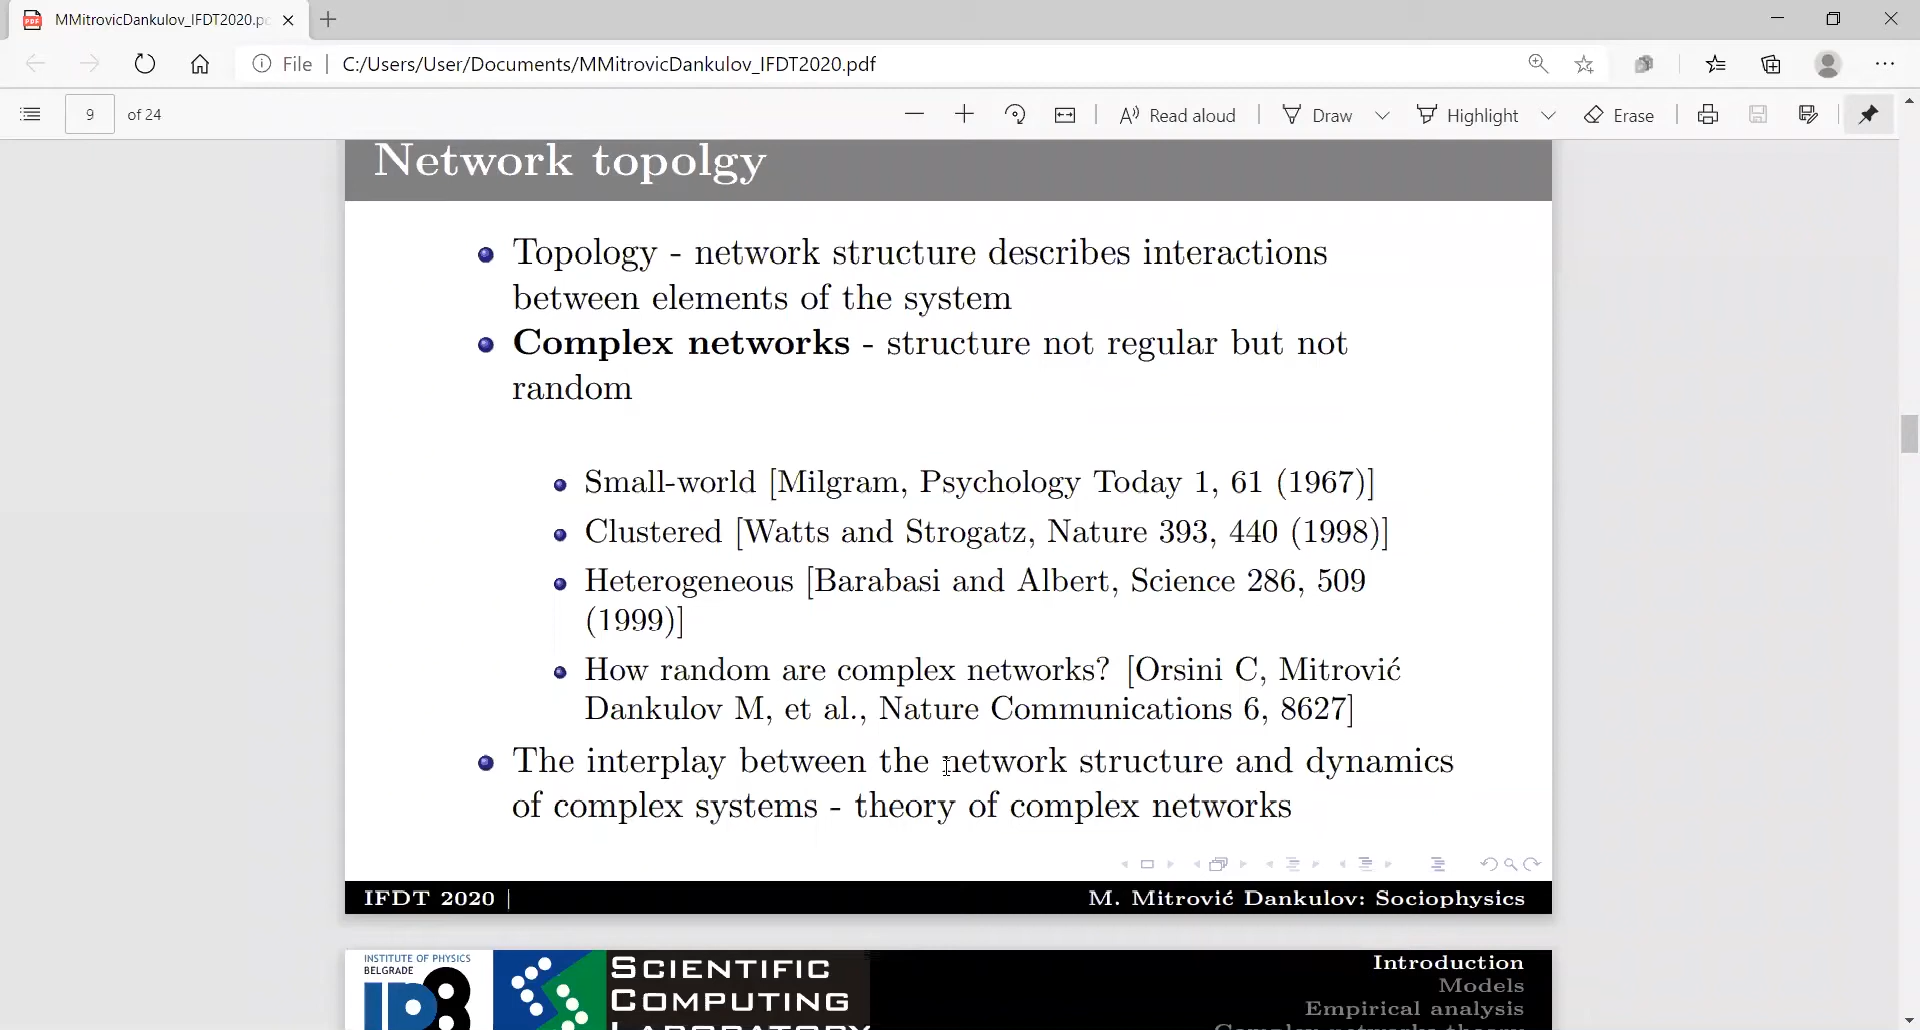 MMitrovicDankulov_IFDT2020.pd
File
C:/Users/User/Documents/MMitrovicDankulov_IFDT2020.pdf
9 of 24
Read aloud
Draw
Highlight
Erase
Network topolgy
Topology - network structure describes interactions
between elements of the system
Complex networks - structure not regular but not
random
Small-world [Milgram, Psychology Today 1, 61 (1967)]
Clustered [Watts and Strogatz, Nature 393, 440 (1998)]
Heterogeneous [Barabasi and Albert, Science 286, 509
(1999)]
How random are complex networks? [Orsini C, Mitrović
Dankulov M, et al., Nature Communications 6, 8627]
The interplay between the network structure and dynamics
of complex systems - theory of complex networks
IFDT 2020 |
M. Mitrović Dankulov: Sociophysics
INSTITUTE OF PHYSICS
BELGRADE
SCIENTIFIC
COMPUTING
LABORATORY
Introduction
Models
Empirical analysis
Complex networks theory